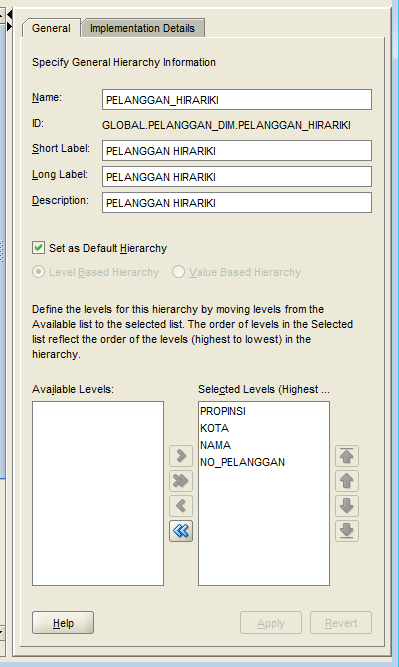 General
Implementation Details
Specify General Hierarchy Information
Name: PELANGGAN_HIRARIKI
ID: GLOBAL.PELANGGAN_DIM.PELANGGAN_HIRARIKI
Short Label: PELANGGAN HIRARIKI
Long Label: PELANGGAN HIRARIKI
Description: PELANGGAN HIRARIKI
Set as Default Hierarchy
Level Based Hierarchy Value Based Hierarchy
Define the levels for this hierarchy by moving levels from the
Available list to the selected list. The order of levels in the Selected
list reflect the order of the levels (highest to lowest) in the
hierarchy.
Available Levels:
Selected Levels (Highest ...
PROPINSI
KOTA
NAMA
NO_PELANGGAN
Help
Apply
Revert